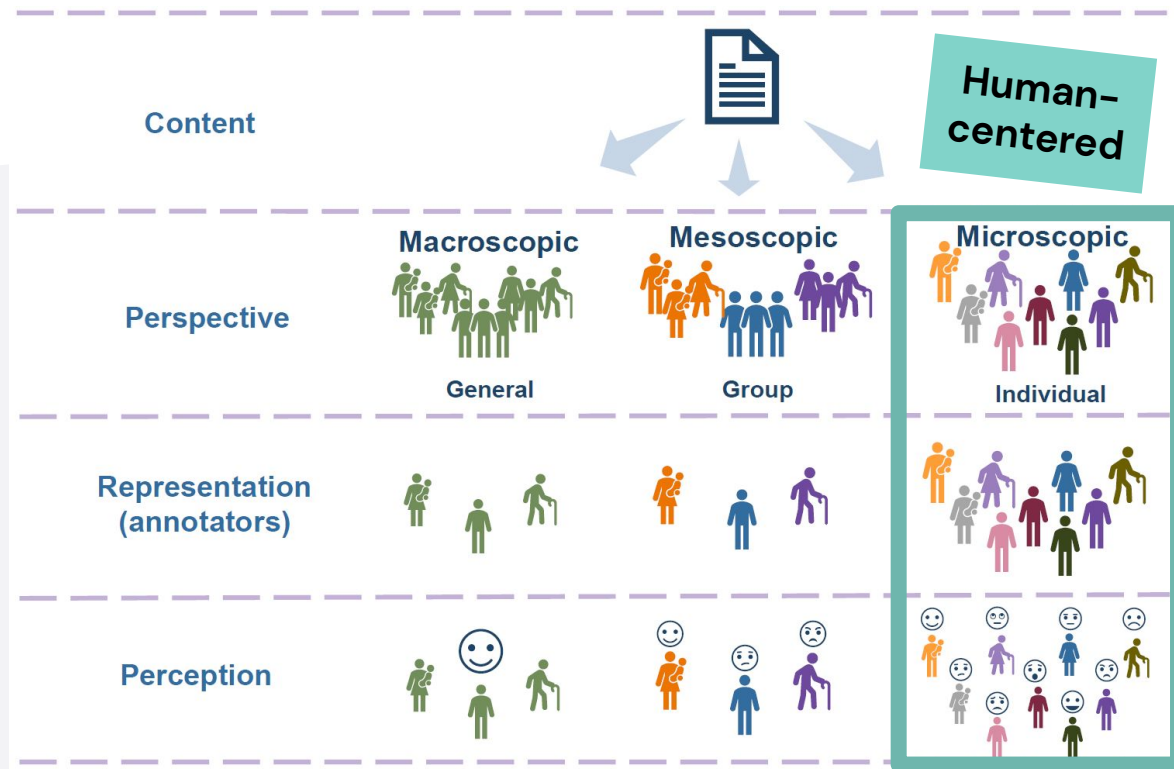 Content
Human-
centered
Perspective
Macroscopic
General
Mesoscopic
Group
Microscopic
Individual
Representation
(annotators)
Perception